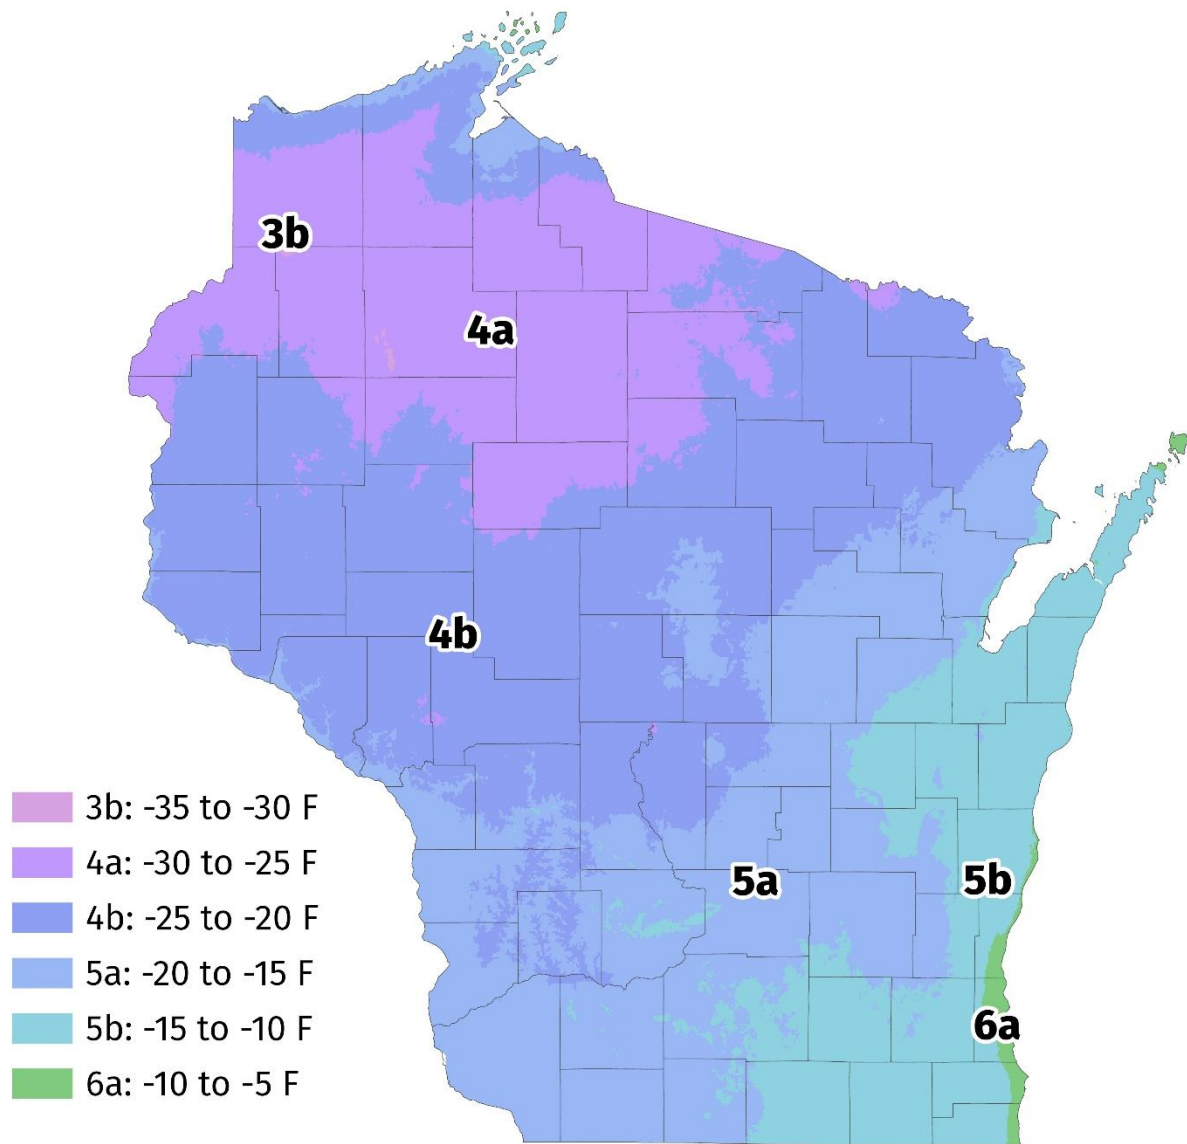 3b
4a
4b
3b: -35 to -30 F
4a: -30 to -25 F
4b: -25 to -20 F
5a: -20 to -15 F
5b: -15 to -10 F
6a: -10 to -5 F
5a
5b
6a